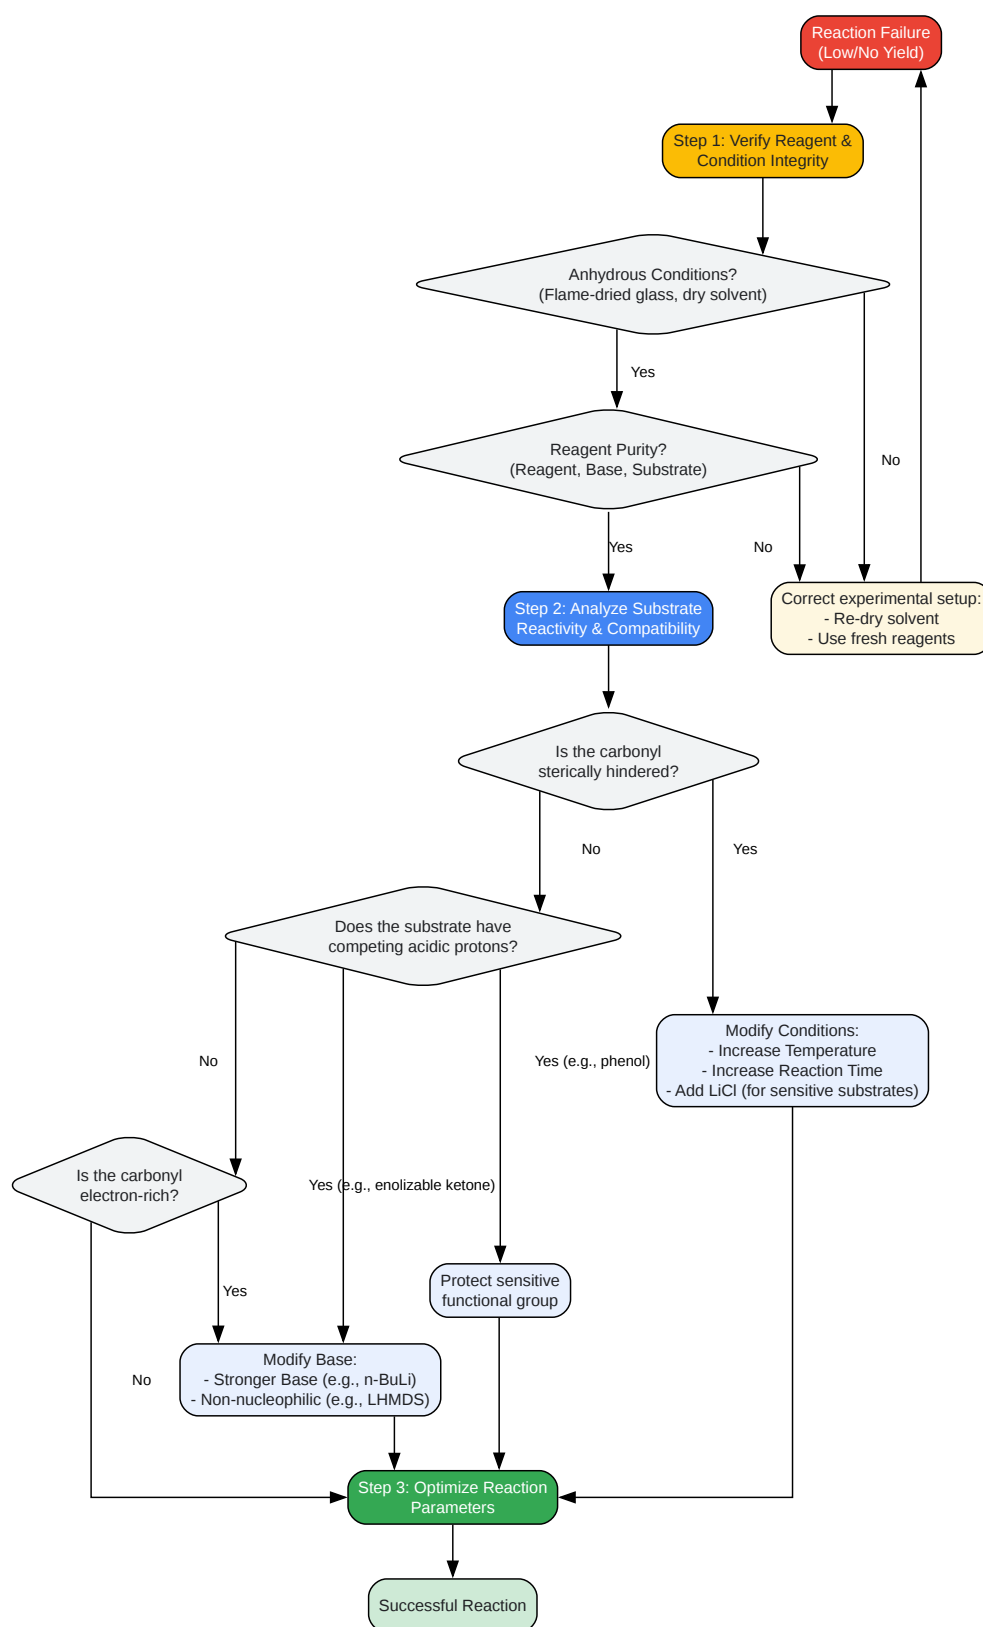 Reaction Failure
(Low/No Yield)
Step 1: Verify Reagent &
Condition Integrity
Anhydrous Conditions?
(Flame-dried glass, dry solvent)
Yes
Reagent Purity?
(Reagent, Base, Substrate)
No
Yes
No
Correct experimental setup:
- Re-dry solvent
- Use fresh reagents
Step 2: Analyze Substrate
Reactivity & Compatibility
Is the carbonyl
sterically hindered?
No
Yes
Does the substrate have
competing acidic protons?
Modify Conditions:
- Increase Temperature
- Increase Reaction Time
- Add LiCl (for sensitive substrates)
No
Yes (e.g., phenol)
Is the carbonyl
electron-rich?
Yes (e.g., enolizable ketone)
Protect sensitive
functional group
Yes
No
Modify Base:
- Stronger Base (e.g., n-BuLi)
- Non-nucleophilic (e.g., LHMDS)
Step 3: Optimize Reaction
Parameters
Successful Reaction